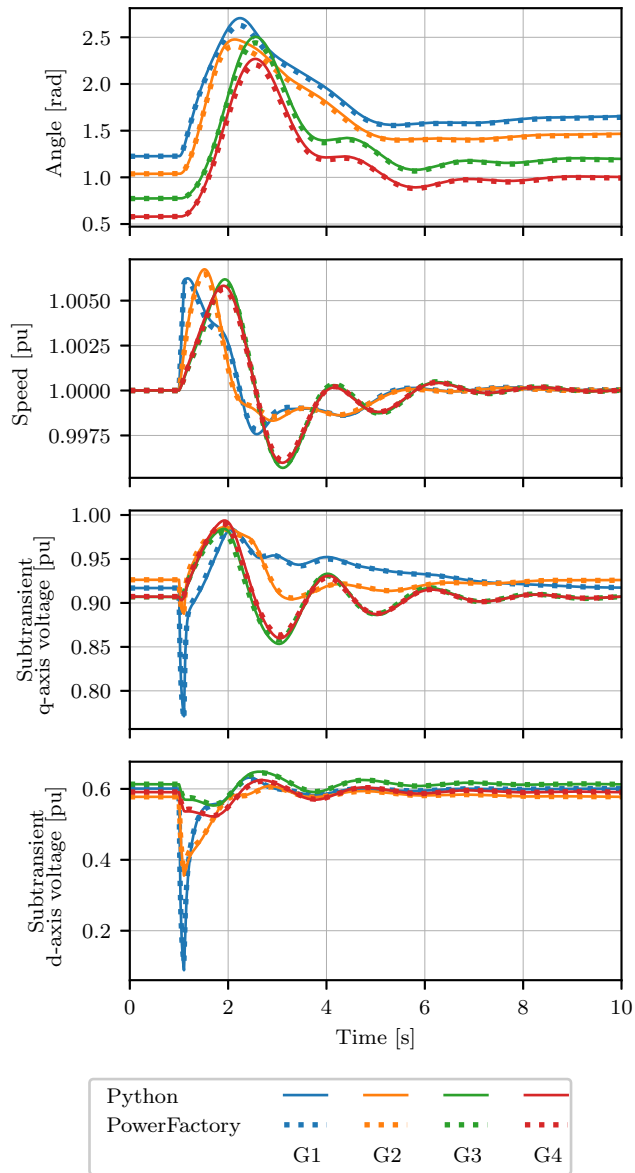 2.5
2.0
1.5
1.0
0.5
Angle [rad]
1.0050
1.0025
1.0000
0.9975
Speed [pu]
1.00
0.95
0.90
0.85
0.80
Subtransient
q-axis voltage [pu]
0.6
0.4
0.2
Subtransient
d-axis voltage [pu]
0 2 4 6 8 10
Time [s]
Python
PowerFactory
G1 G2 G3 G4